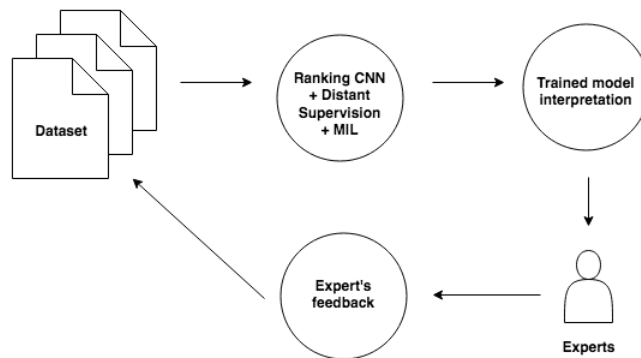 Dataset
Ranking CNN
+ Distant
Supervision
+ MIL
Trained model
interpretation
Expert's
feedback
Experts